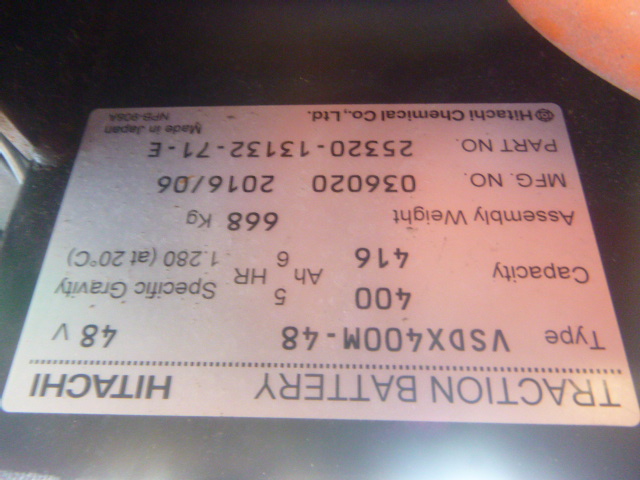 TRACTION BATTERY HITACHI
Type VSDX400M-48 48 V
Capacity 400 Ah 5 HR Specific Gravity
416 6 1.280 (at 20°C)
Assembly Weight 668 Kg
MFG. NO. 036020 2016/06
PART NO. 25320-13132-71-E
Hitachi Chemical Co., Ltd. Made in Japan
NPB-908A